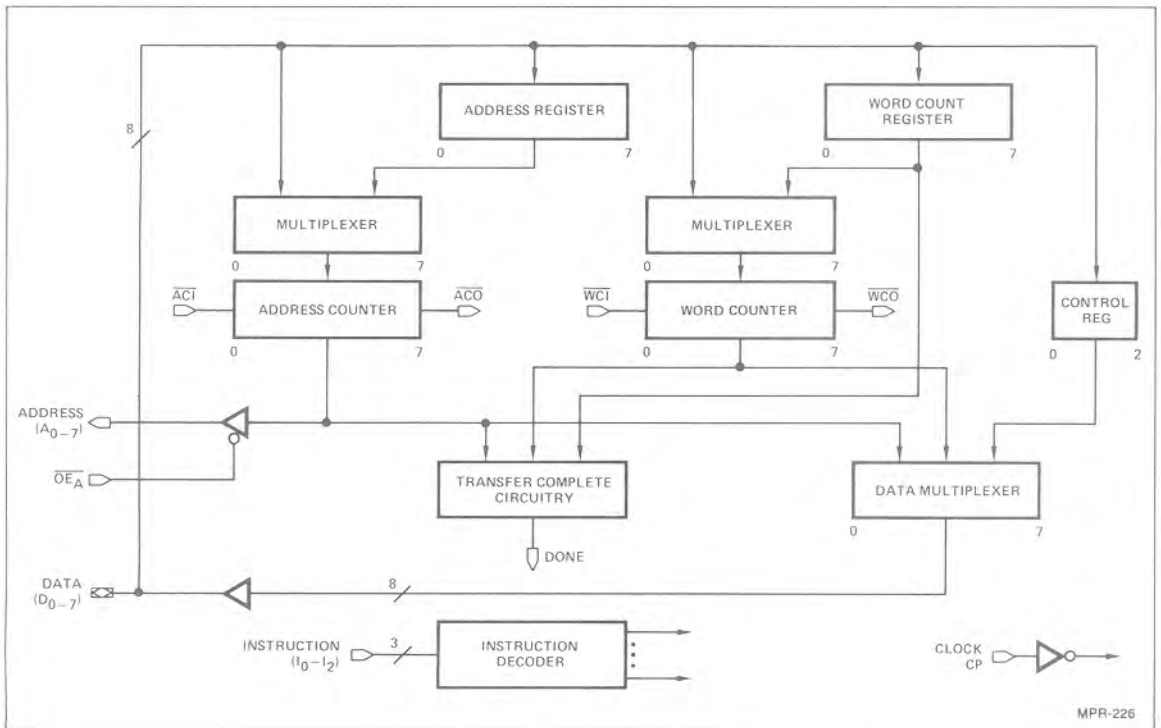 8
ADDRESS REGISTER
0 7
WORD COUNT
REGISTER
0 7
MULTIPLEXER
0 7
MULTIPLEXER
0 7
ACI
ADDRESS COUNTER
ACO
0 7
WCI
WORD COUNTER
WCO
0 7
CONTROL
REG
0 2
ADDRESS
(A0–7)
OEA
TRANSFER COMPLETE
CIRCUITRY
DONE
DATA MULTIPLEXER
0 7
DATA
(D0–7)
8
INSTRUCTION
(I0–I2)
3
INSTRUCTION
DECODER
CLOCK
CP
MPR-226